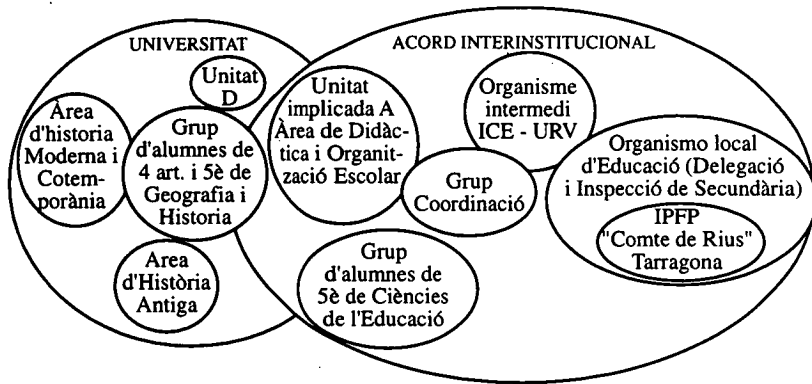 UNIVERSITAT
ACORD INTERINSTITUCIONAL
Unitat
D
Àrea
d'historia
Moderna i
Cotem-
porània
Grup
d'alumnes de
4 art. i 5è de
Geografia i
Historia
Area
d'Història
Antiga
Unitat
implicada A
Àrea de Didàc-
tica i Organit-
zació Escolar
Organisme
intermedi
ICE - URV
Grup
Coordinació
Grup
d'alumnes de
5è de Ciències
de l'Educació
Organismo local
d'Educació (Delegació
i Inspecció de Secundària)
IPFP
"Comte de Rius"
Tarragona